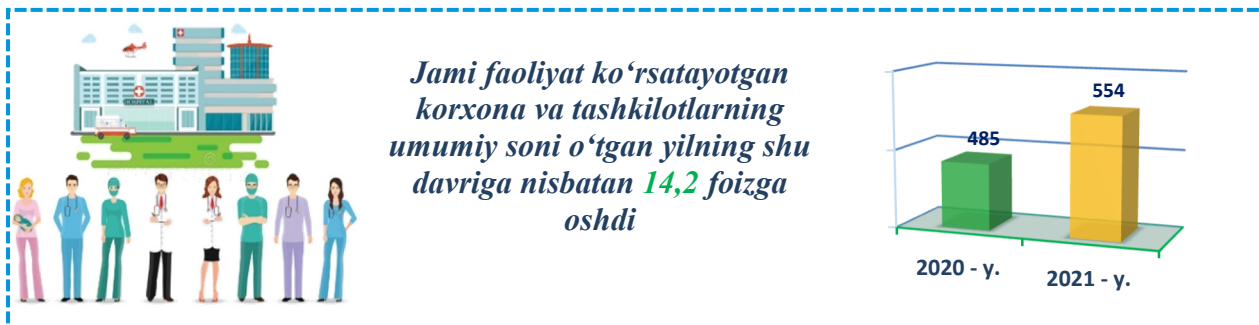 HOSPITAL
Jami faoliyat ko‘rsatayotgan
korxona va tashkilotlarning
umumiy soni o‘tgan yilning shu
davriga nisbatan 14,2 foizga
oshdi
554
485
2020 - y.
2021 - y.